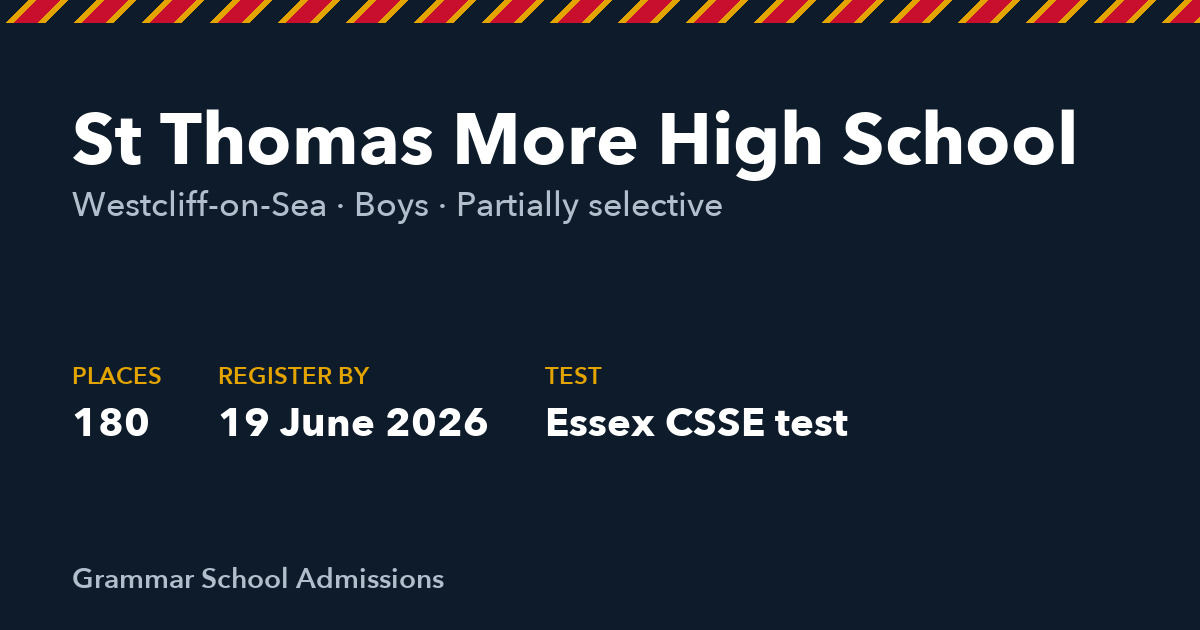 St Thomas More High School
Westcliff-on-Sea · Boys · Partially selective
PLACES
180
REGISTER BY
19 June 2026
TEST
Essex CSSE test
Grammar School Admissions